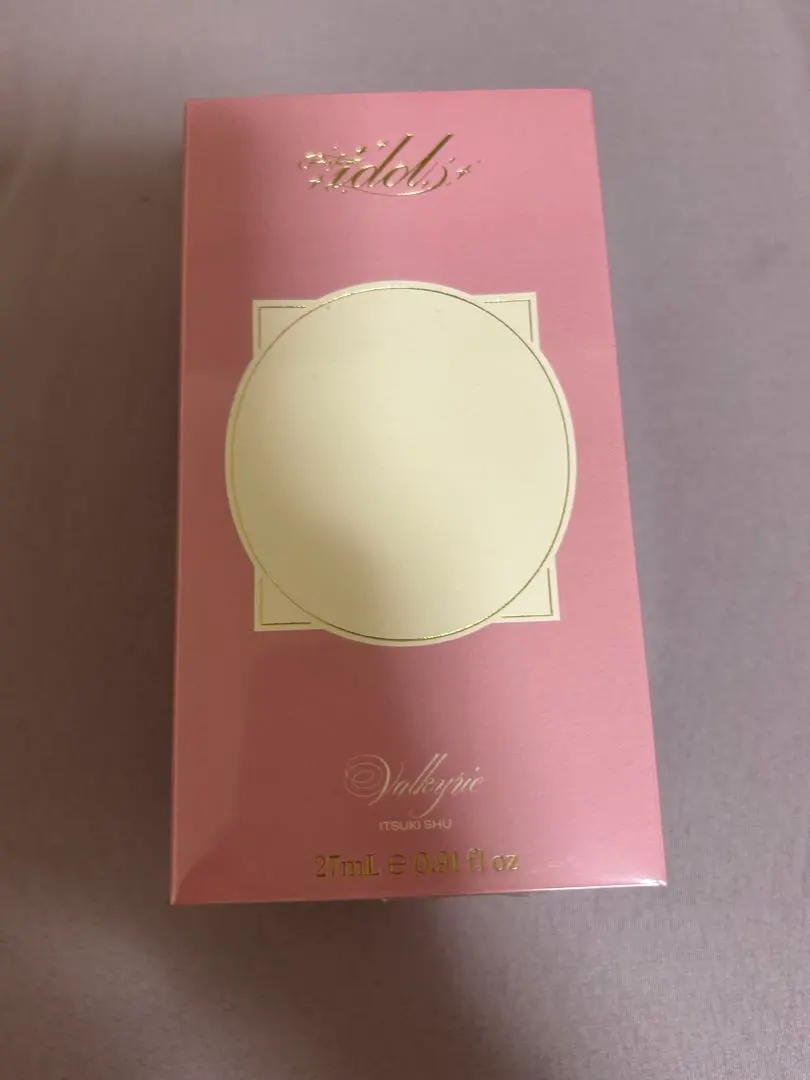 idol
Valkyrie
ITSUKI SHU
27mL ℮ 0.91 fl oz